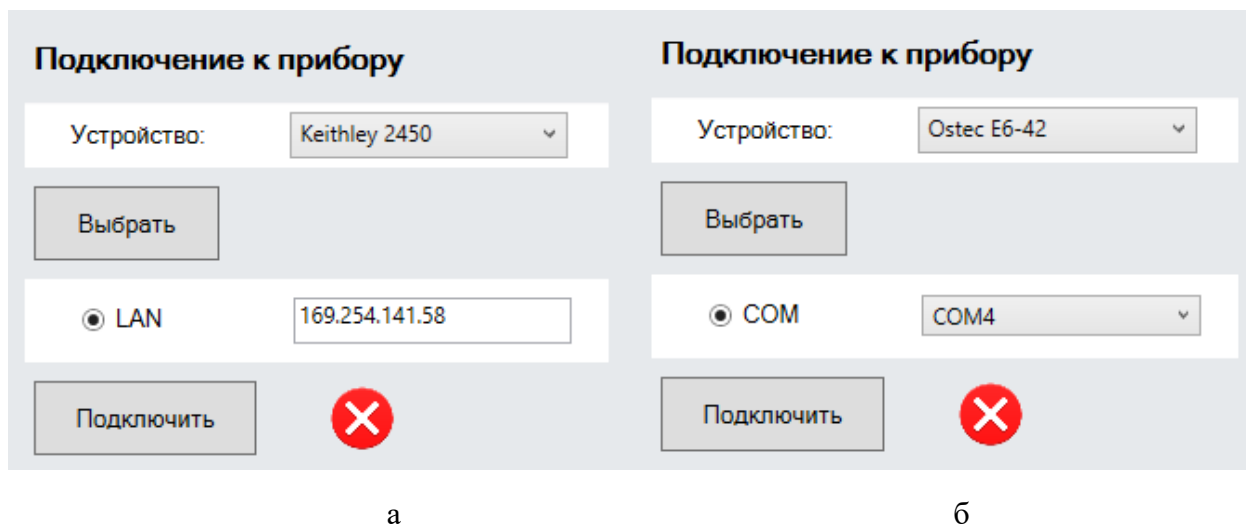 Подключение к прибору
Устройство: Keithley 2450
Выбрать
LAN 169.254.141.58
Подключить
а
Подключение к прибору
Устройство: Ostec E6-42
Выбрать
COM COM4
Подключить
б